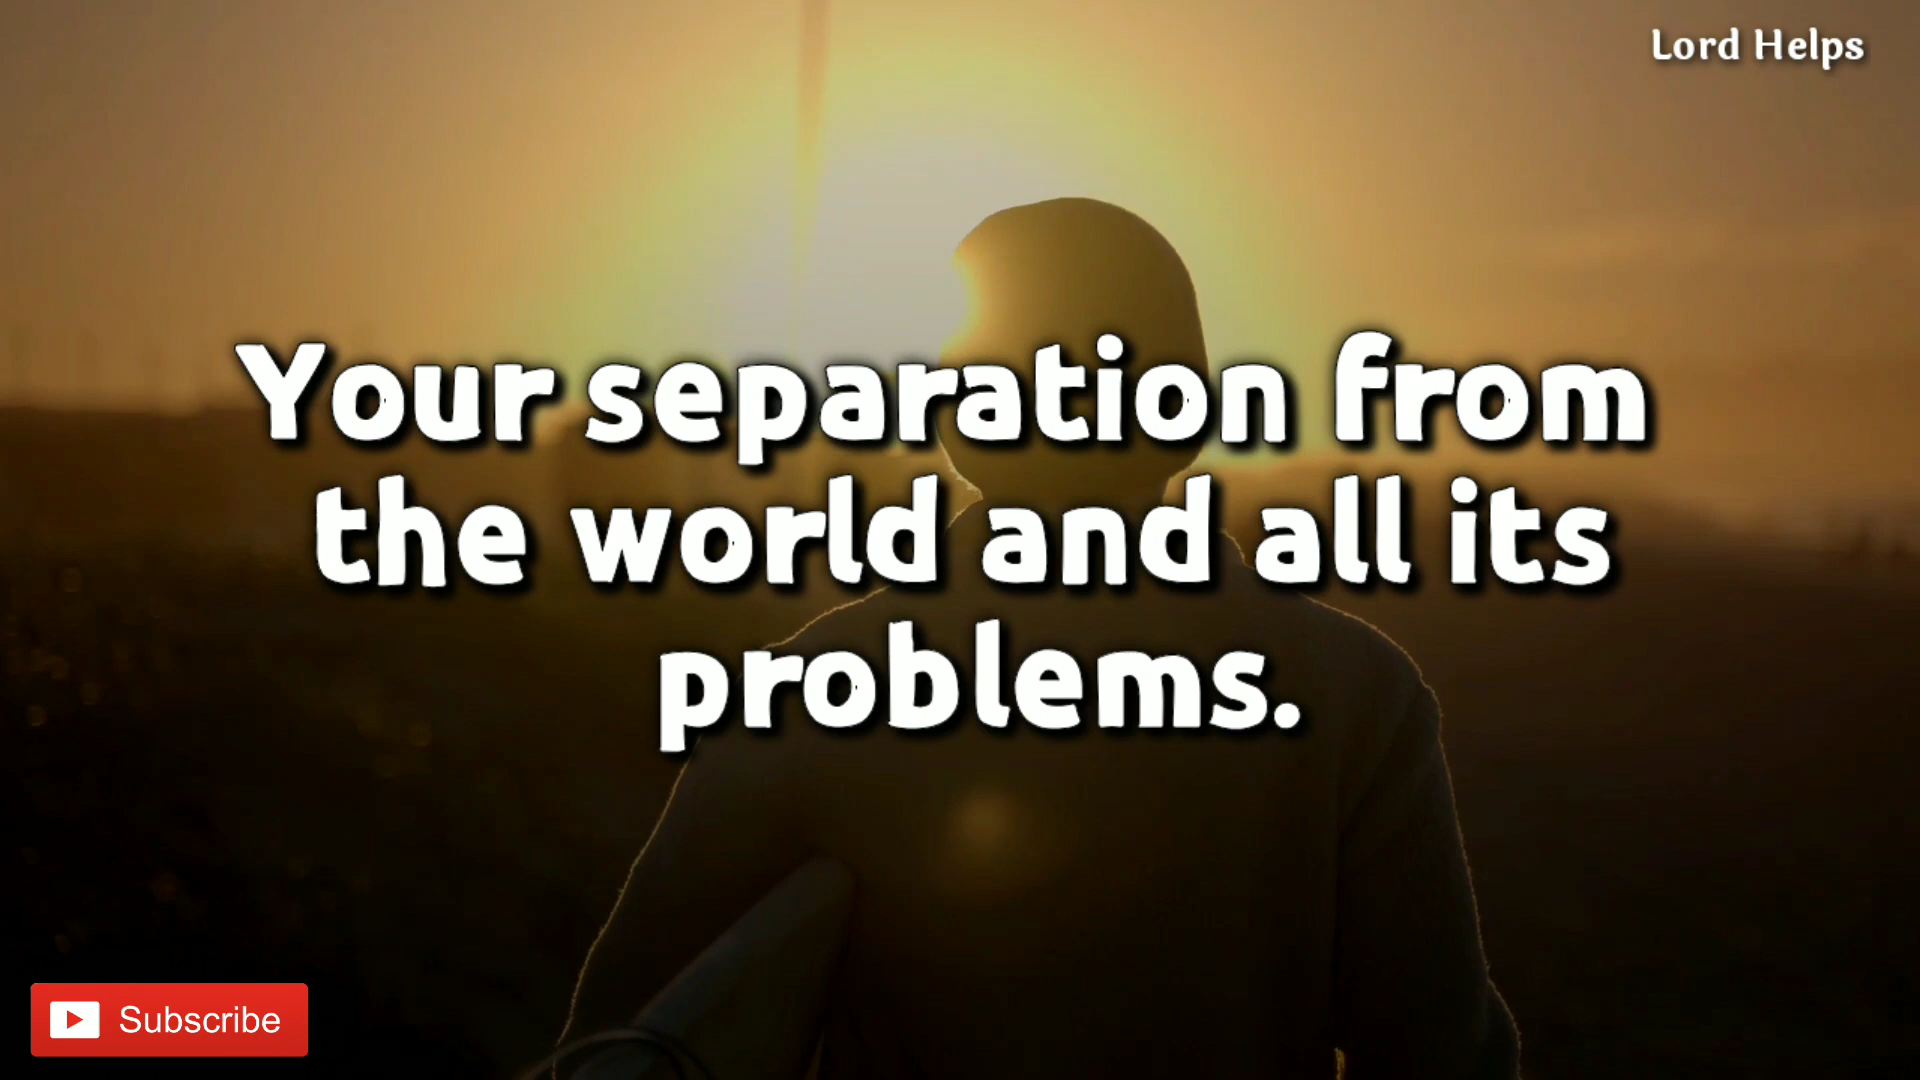 Lord Helps
Your separation from
the world and all its
problems.
Subscribe